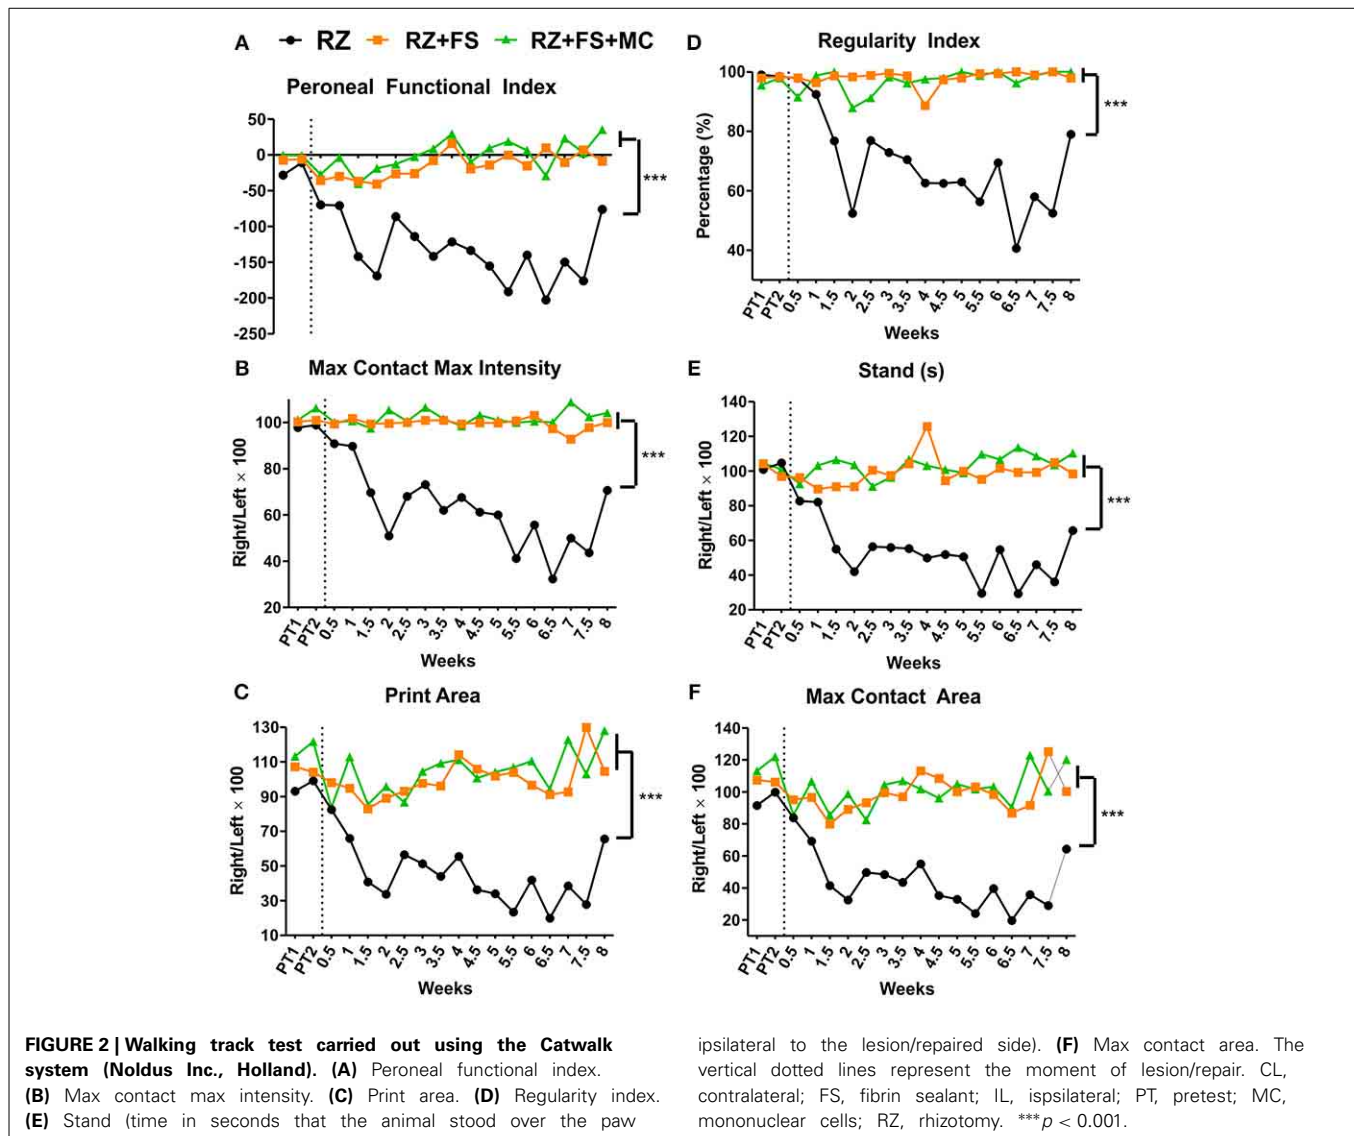 A RZ RZ+FS RZ+FS+MC
Peroneal Functional Index
50
0
-50
-100
-150
-200
-250
***
B Max Contact Max Intensity
Right/Left × 100
100
80
60
40
20
***
PT1 PT2 0.5 1 1.5 2 2.5 3 3.5 4 4.5 5 5.5 6 6.5 7 7.5 8
Weeks
C Print Area
Right/Left × 100
130
110
90
70
50
30
10
***
PT1 PT2 0.5 1 1.5 2 2.5 3 3.5 4 4.5 5 5.5 6 6.5 7 7.5 8
Weeks
D Regularity Index
Percentage (%)
100
80
60
40
***
PT1 PT2 0.5 1 1.5 2 2.5 3 3.5 4 4.5 5 5.5 6 6.5 7 7.5 8
Weeks
E Stand (s)
Right/Left × 100
140
120
100
80
60
40
20
***
PT1 PT2 0.5 1 1.5 2 2.5 3 3.5 4 4.5 5 5.5 6 6.5 7 7.5 8
Weeks
F Max Contact Area
Right/Left × 100
140
120
100
80
60
40
20
***
PT1 PT2 0.5 1 1.5 2 2.5 3 3.5 4 4.5 5 5.5 6 6.5 7 7.5 8
Weeks
FIGURE 2 | Walking track test carried out using the Catwalk
system (Noldus Inc., Holland). (A) Peroneal functional index.
(B) Max contact max intensity. (C) Print area. (D) Regularity index.
(E) Stand (time in seconds that the animal stood over the paw
ipsilateral to the lesion/repaired side). (F) Max contact area. The
vertical dotted lines represent the moment of lesion/repair. CL,
contralateral; FS, fibrin sealant; IL, ispsilateral; PT, pretest; MC,
mononuclear cells; RZ, rhizotomy. ***p < 0.001.